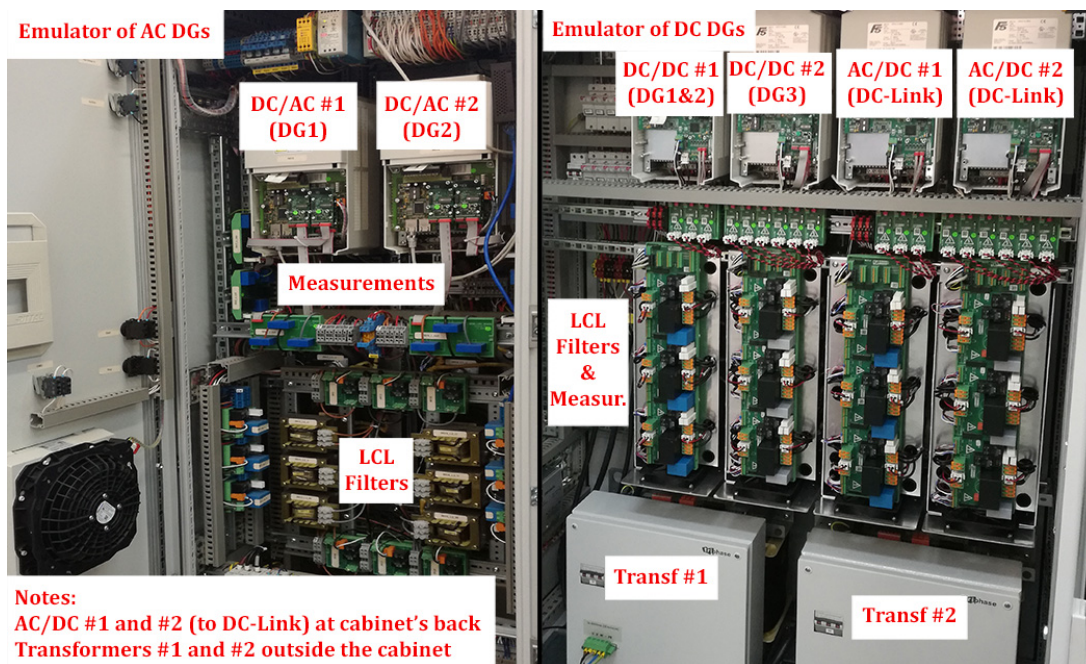 Emulator of AC DGs
DC/AC #1
(DG1)
DC/AC #2
(DG2)
Measurements
LCL
Filters
Notes:
AC/DC #1 and #2 (to DC-Link) at cabinet's back
Transformers #1 and #2 outside the cabinet
Emulator of DC DGs
DC/DC #1
(DG1&2)
DC/DC #2
(DG3)
AC/DC #1
(DC-Link)
AC/DC #2
(DC-Link)
LCL
Filters
&
Measur.
Transf #1
Transf #2